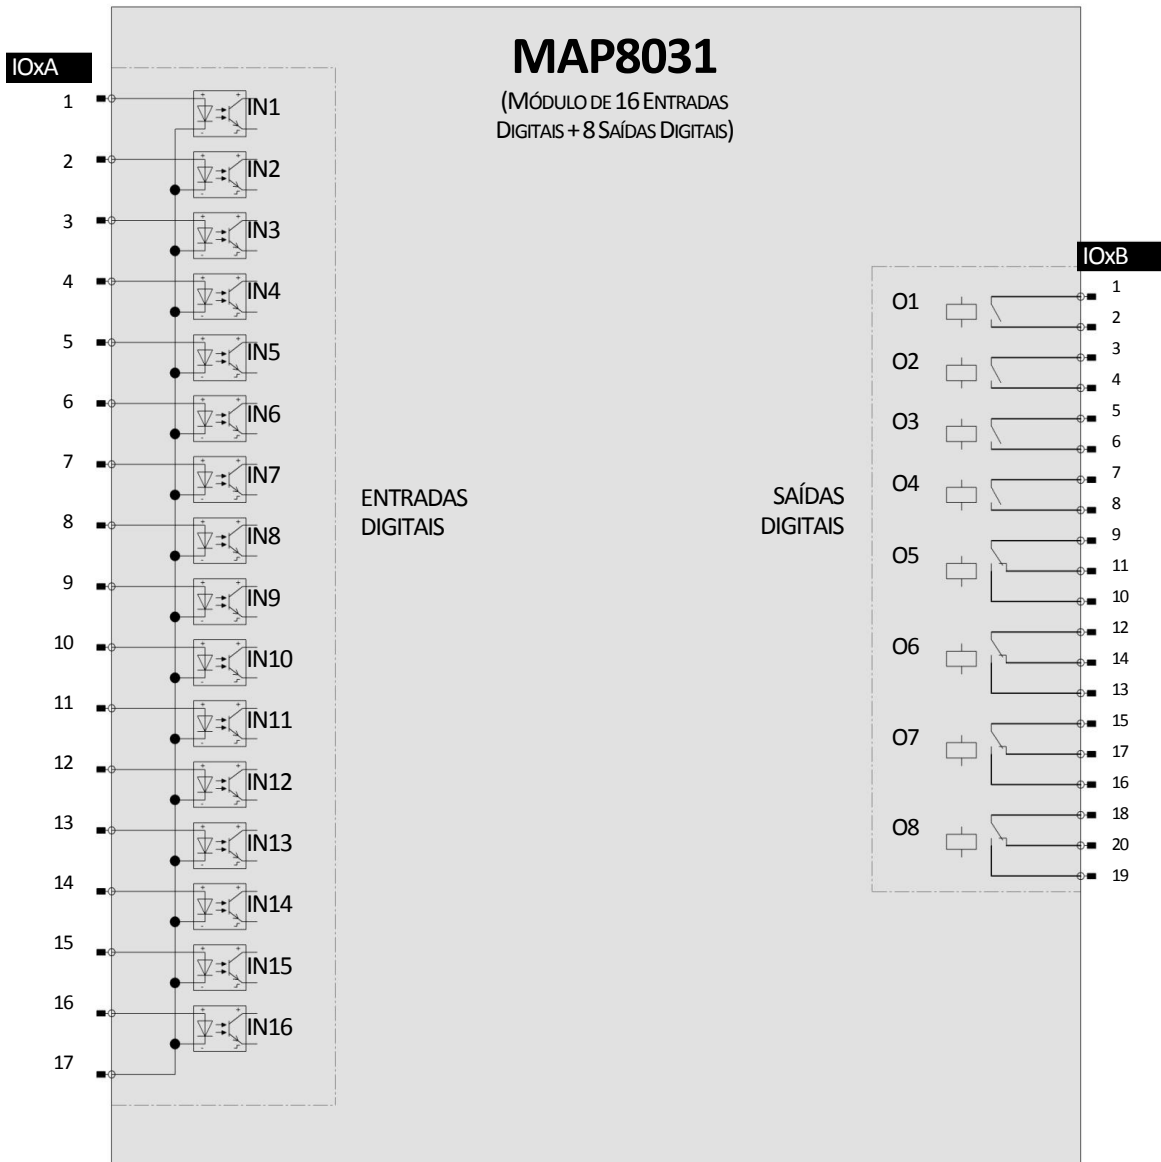 MAP8031
(MÓDULO DE 16 ENTRADAS
DIGITAIS + 8 SAÍDAS DIGITAIS)
IOxA
1
IN1
2
IN2
3
IN3
4
IN4
5
IN5
6
IN6
7
IN7
8
IN8
9
IN9
10
IN10
11
IN11
12
IN12
13
IN13
14
IN14
15
IN15
16
IN16
17
ENTRADAS
DIGITAIS
SAÍDAS
DIGITAIS
IOxB
O1
1
2
O2
3
4
O3
5
6
O4
7
8
O5
9
11
10
O6
12
14
13
O7
15
17
16
O8
18
20
19